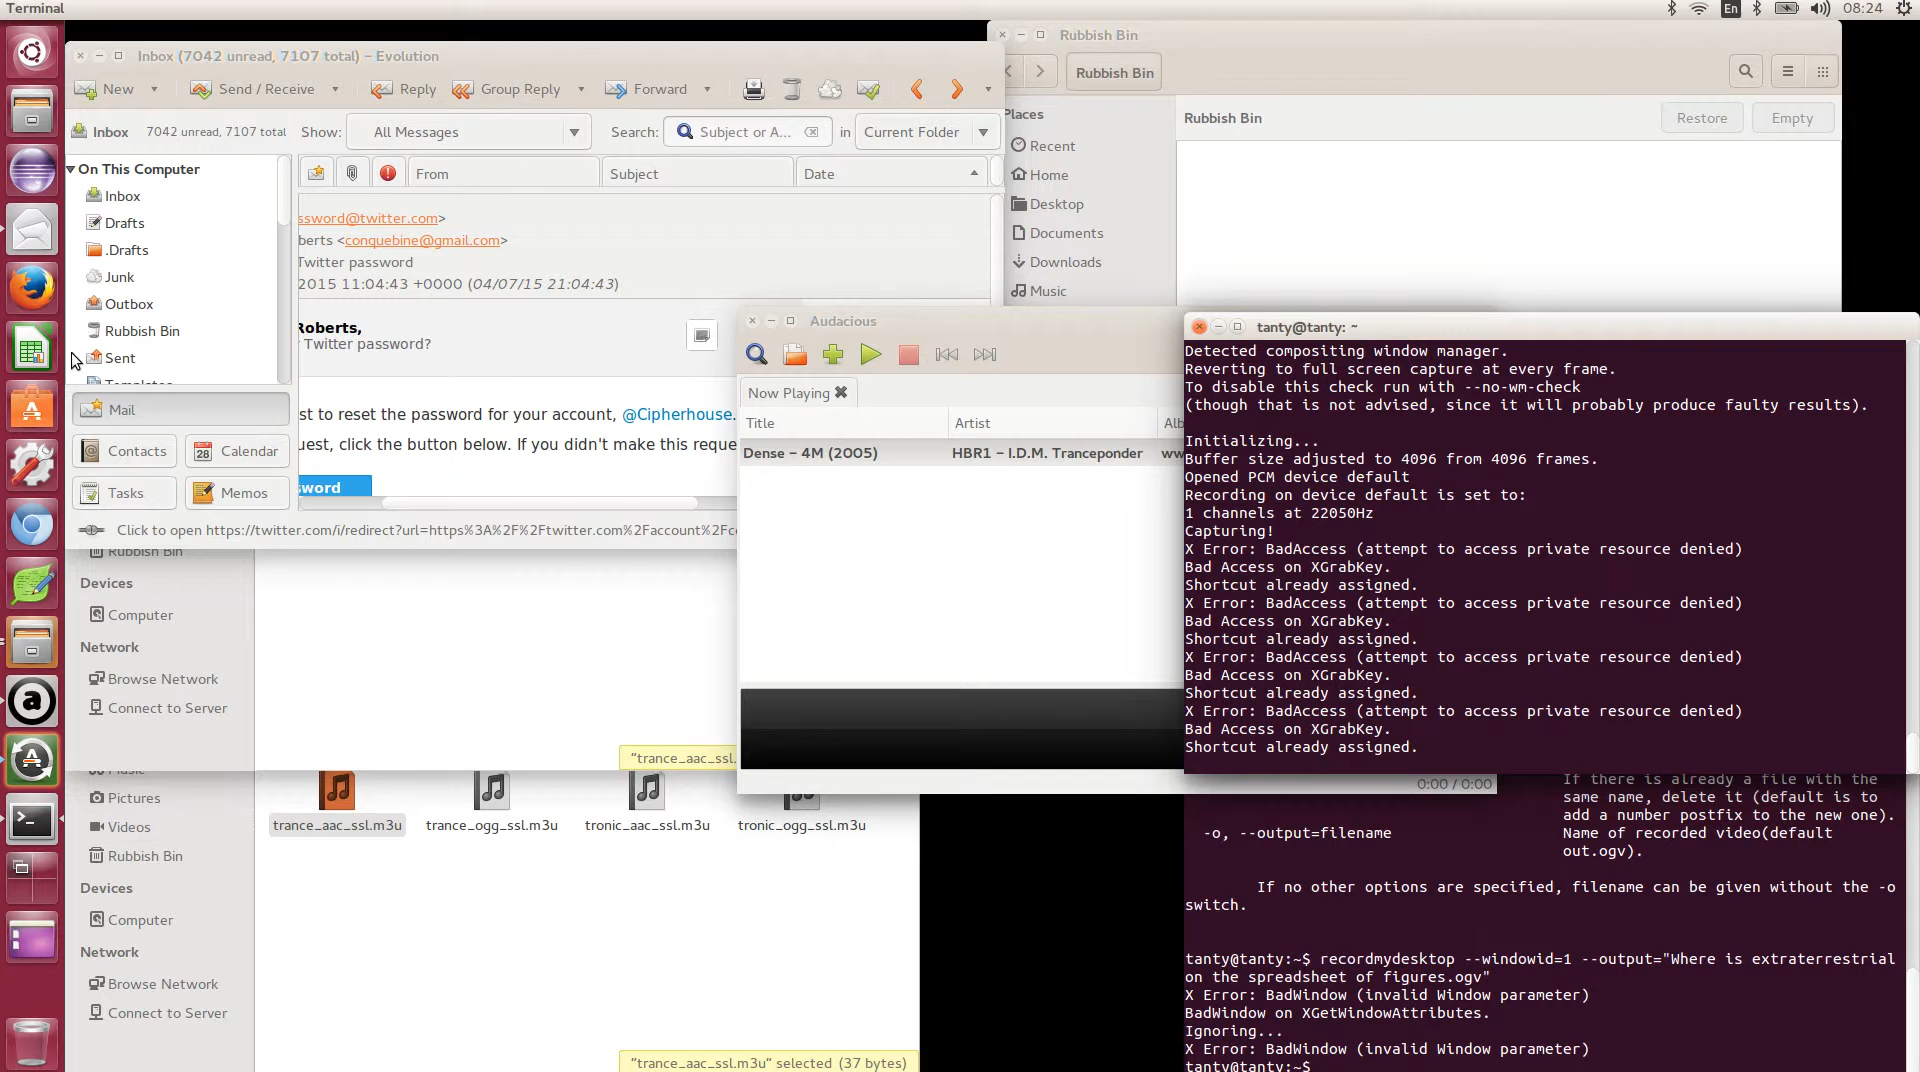 Terminal
En
08:24
Inbox (7042 unread, 7107 total) – Evolution
New
Send / Receive
Reply
Group Reply
Forward
Inbox
7042 unread, 7107 total
Show:
All Messages
Search:
Subject or A...
in
Current Folder
On This Computer
Inbox
Drafts
.Drafts
Junk
Outbox
Rubbish Bin
Sent
Mail
Contacts
28
Calendar
Tasks
Memos
From
Subject
Date
ssword@twitter.com>
berts <conquebine@gmail.com>
Twitter password
2015 11:04:43 +0000 (04/07/15 21:04:43)
Roberts,
Twitter password?
st to reset the password for your account, @Cipherhouse.
uest, click the button below. If you didn't make this reque
sword
Click to open https://twitter.com/i/redirect?url=https%3A%2F%2Ftwitter.com%2Faccount%2Fc
Rubbish Bin
Rubbish Bin
Places
Recent
Home
Desktop
Documents
Downloads
Music
Rubbish Bin
Restore
Empty
Audacious
Now Playing
Title
Artist
Alb
Dense – 4M (2005)
HBR1 – I.D.M. Tranceponder
ww
0:00 / 0:00
tanty@tanty: ~
Detected compositing window manager.
Reverting to full screen capture at every frame.
To disable this check run with --no-wm-check
(though that is not advised, since it will probably produce faulty results).
Initializing...
Buffer size adjusted to 4096 from 4096 frames.
Opened PCM device default
Recording on device default is set to:
1 channels at 22050Hz
Capturing!
X Error: BadAccess (attempt to access private resource denied)
Bad Access on XGrabKey.
Shortcut already assigned.
X Error: BadAccess (attempt to access private resource denied)
Bad Access on XGrabKey.
Shortcut already assigned.
X Error: BadAccess (attempt to access private resource denied)
Bad Access on XGrabKey.
Shortcut already assigned.
X Error: BadAccess (attempt to access private resource denied)
Bad Access on XGrabKey.
Shortcut already assigned.
If there is already a file with the
same name, delete it (default is to
add a number postfix to the new one).
-o, --output=filename
Name of recorded video(default
out.ogv).
If no other options are specified, filename can be given without the -o
switch.
tanty@tanty:~$ recordmydesktop --windowid=1 --output="Where is extraterrestrial
on the spreadsheet of figures.ogv"
X Error: BadWindow (invalid Window parameter)
BadWindow on XGetWindowAttributes.
Ignoring...
X Error: BadWindow (invalid Window parameter)
tanty@tanty:~$
Rubbish Bin
Devices
Computer
Network
Browse Network
Connect to Server
"trance_aac_ssl.
Music
Pictures
Videos
Rubbish Bin
Devices
Computer
Network
Browse Network
Connect to Server
trance_aac_ssl.m3u
trance_ogg_ssl.m3u
tronic_aac_ssl.m3u
tronic_ogg_ssl.m3u
"trance_aac_ssl.m3u" selected (37 bytes)